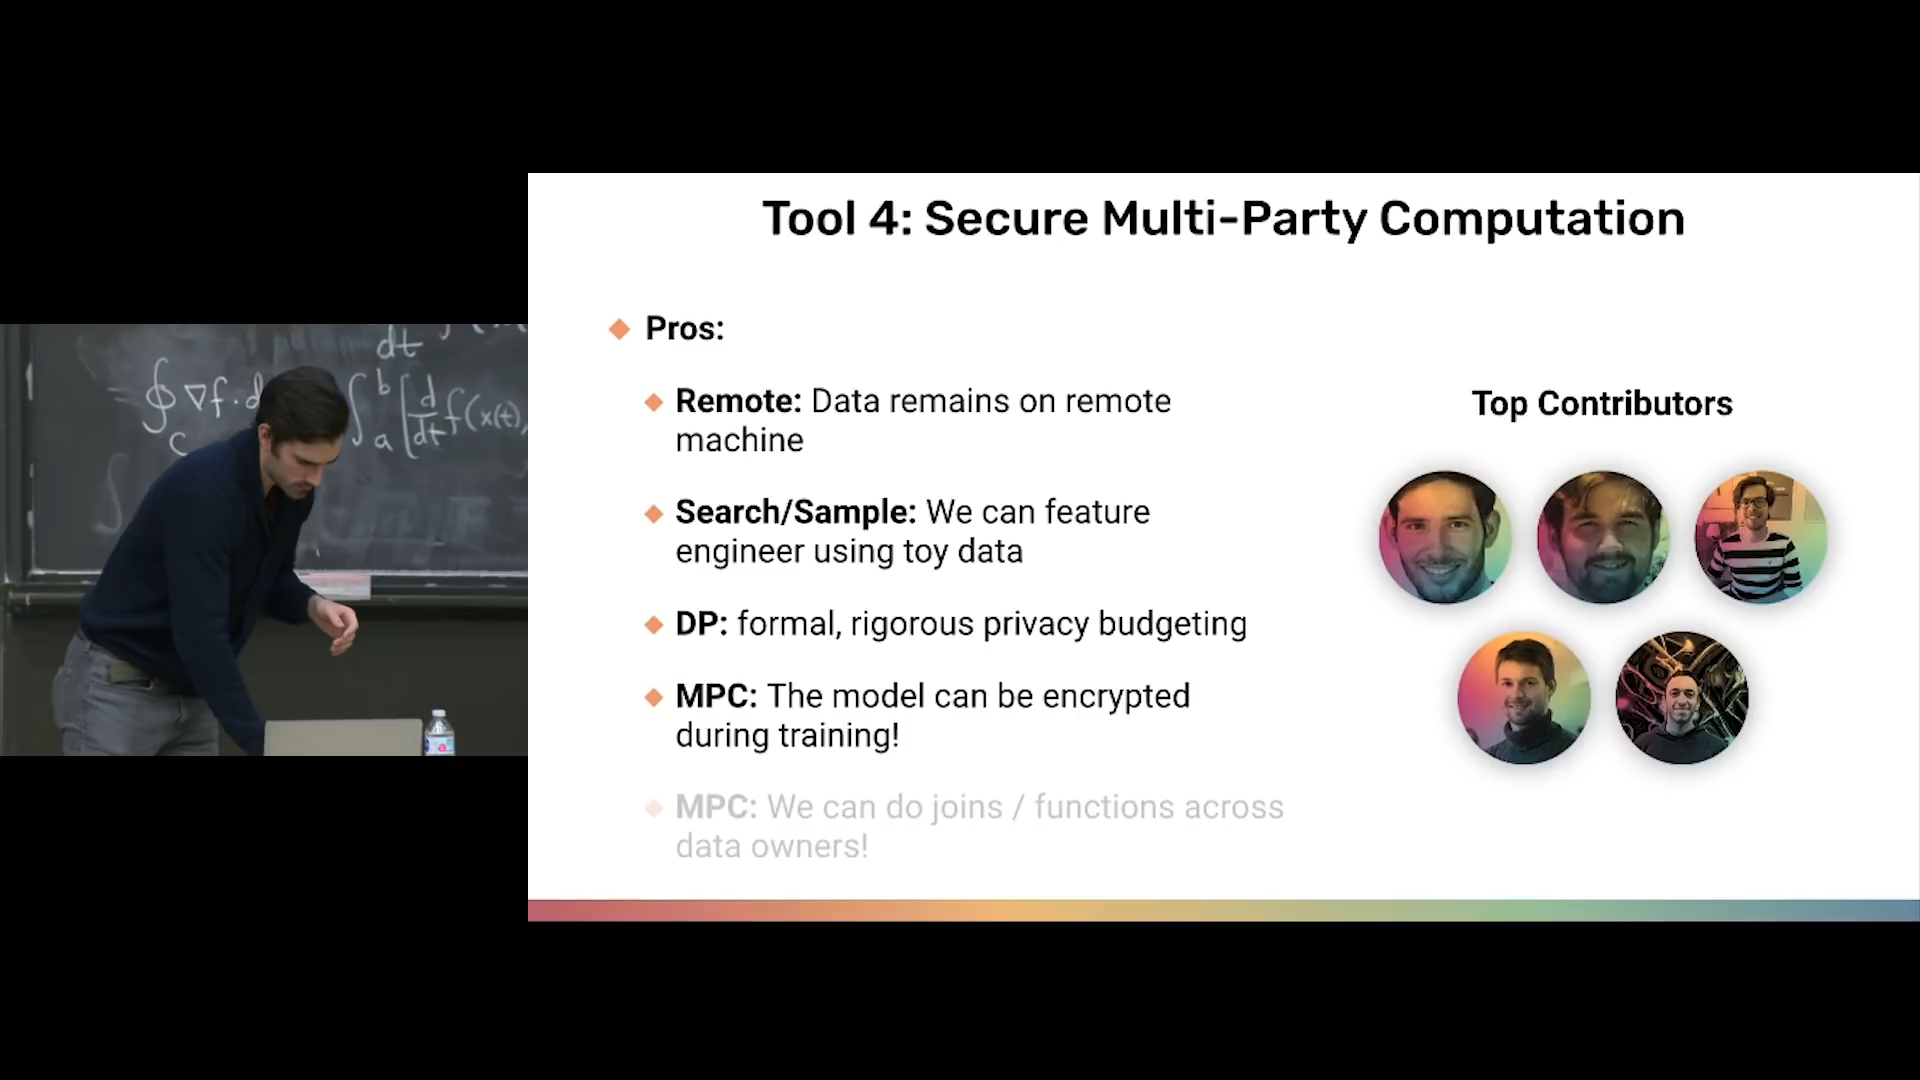 Tool 4: Secure Multi-Party Computation
Pros:
Remote: Data remains on remote
machine
Search/Sample: We can feature
engineer using toy data
DP: formal, rigorous privacy budgeting
MPC: The model can be encrypted
during training!
MPC: We can do joins / functions across
data owners!
Top Contributors
dt
∮ ∇f · d
C
∫ b a [ d/dt f(x(t),